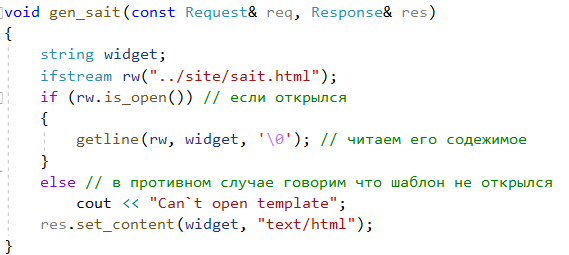 void gen_sait(const Request& req, Response& res)
{
string widget;
ifstream rw("../site/sait.html");
if (rw.is_open()) // если открылся
{
getline(rw, widget, '\0'); // читаем его содежимое
}
else // в противном случае говорим что шаблон не открылся
cout << "Can`t open template";
res.set_content(widget, "text/html");
}